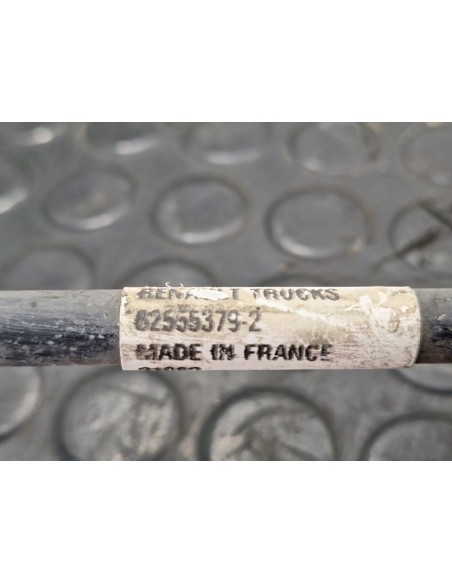 RENAULT TRUCKS
82555379-2
MADE IN FRANCE